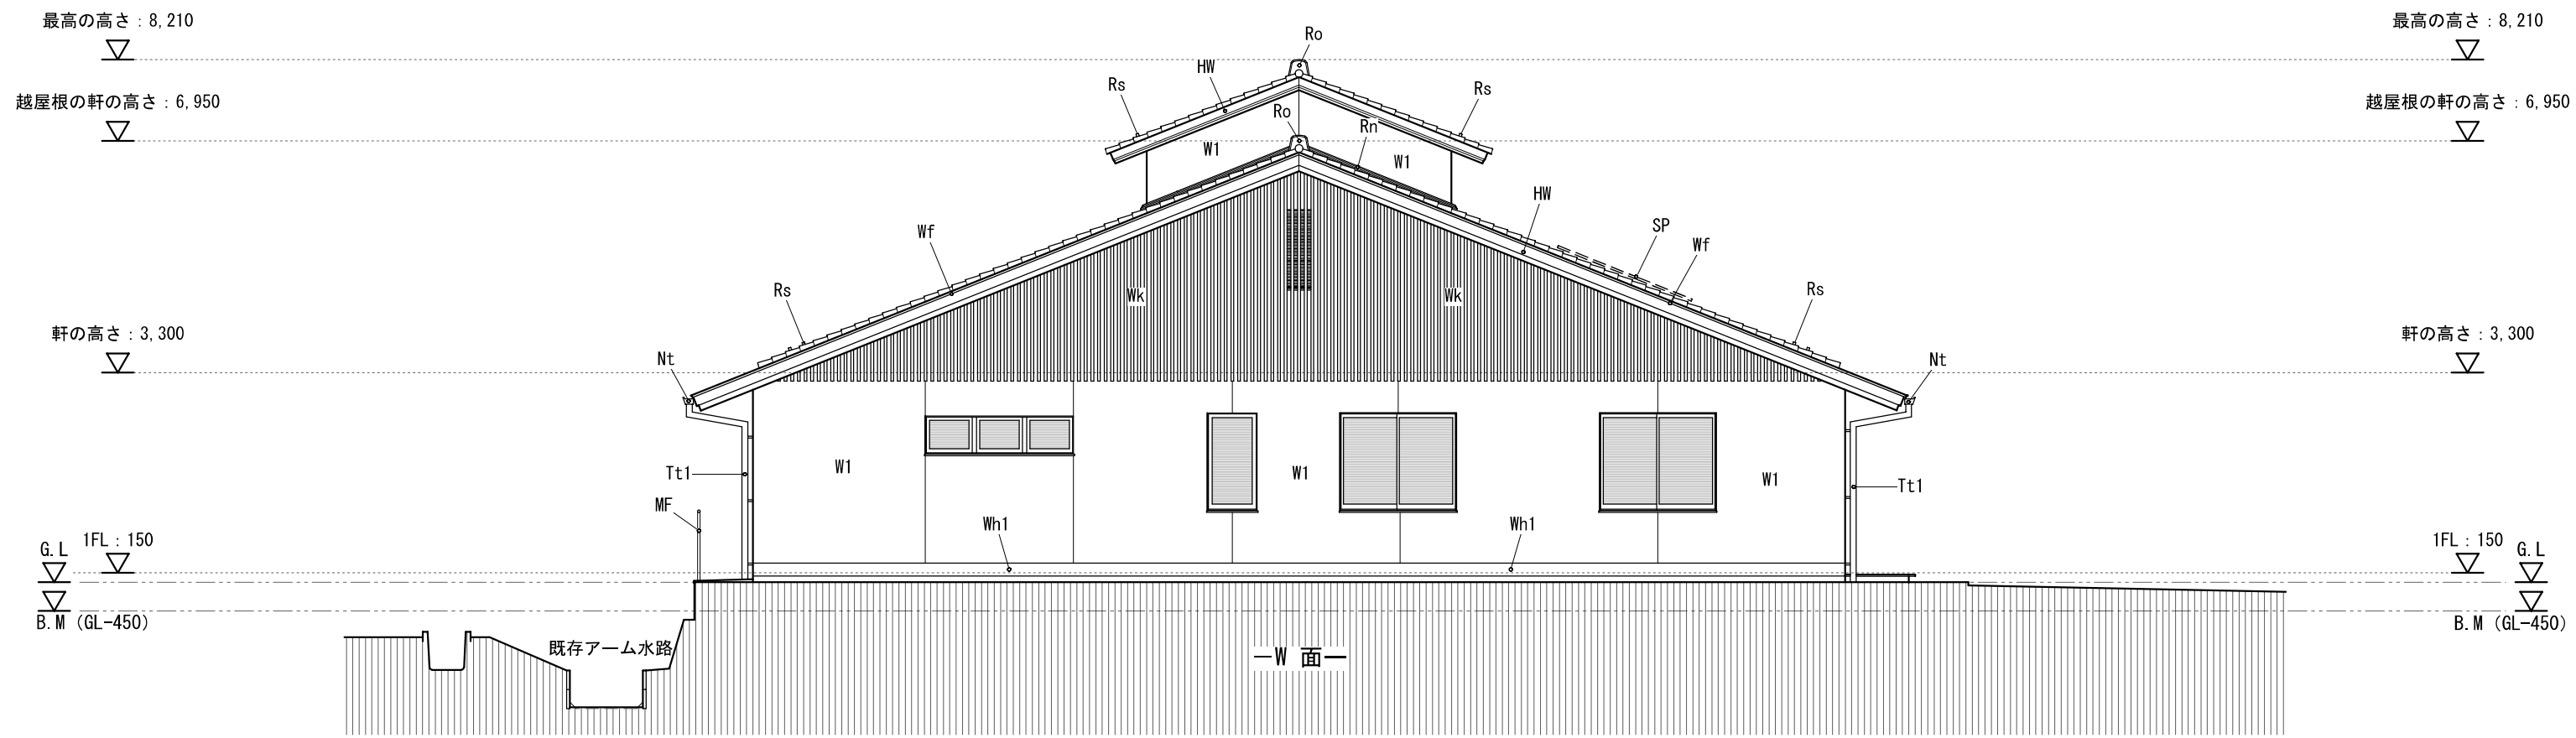 最高の高さ：8,210
最高の高さ：8,210
Ro
HW
Rs
Rs
越屋根の軒の高さ：6,950
越屋根の軒の高さ：6,950
Ro
Rn
W1
W1
HW
Wf
SP
Wf
Rs
Wk
Wk
Rs
軒の高さ：3,300
軒の高さ：3,300
Nt
Nt
W1
W1
W1
Tt1
Tt1
MF
Wh1
Wh1
1FL：150
1FL：150
G.L
G.L
B.M (GL-450)
B.M (GL-450)
既存アーム水路
—W 面—